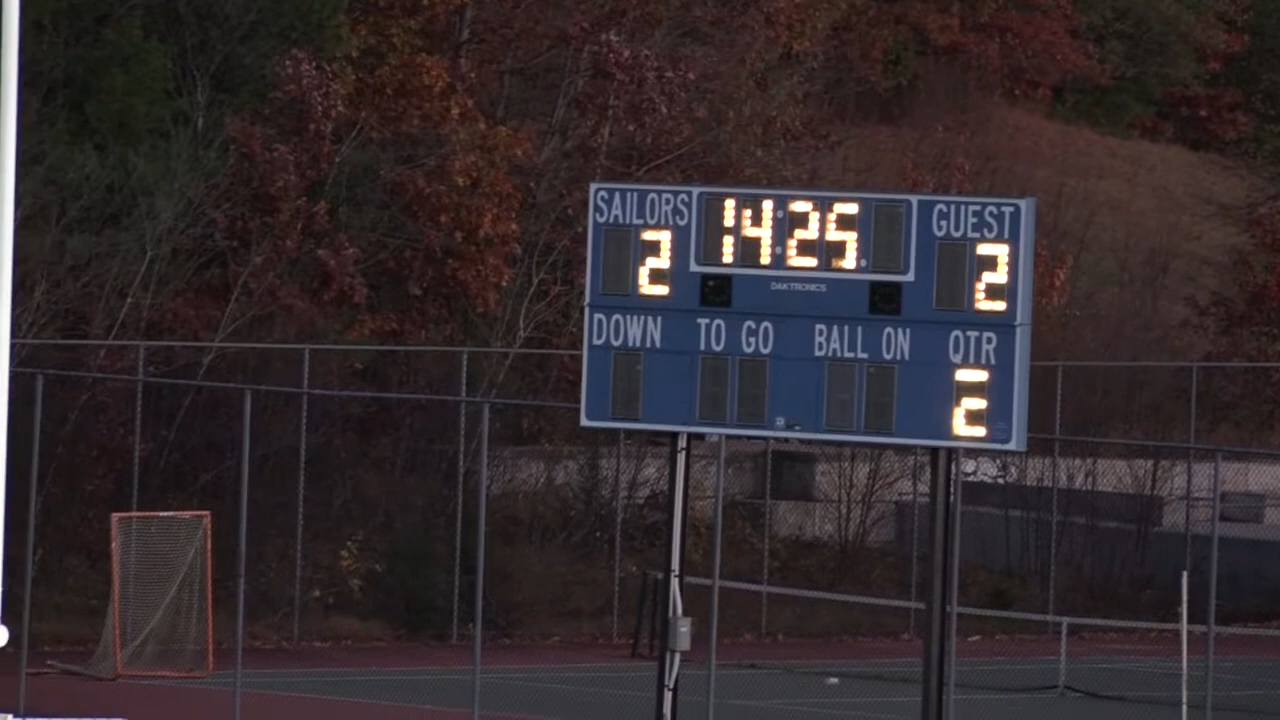 SAILORS 14:25 GUEST
2 2
DAKTRONICS
DOWN TO GO BALL ON QTR
2